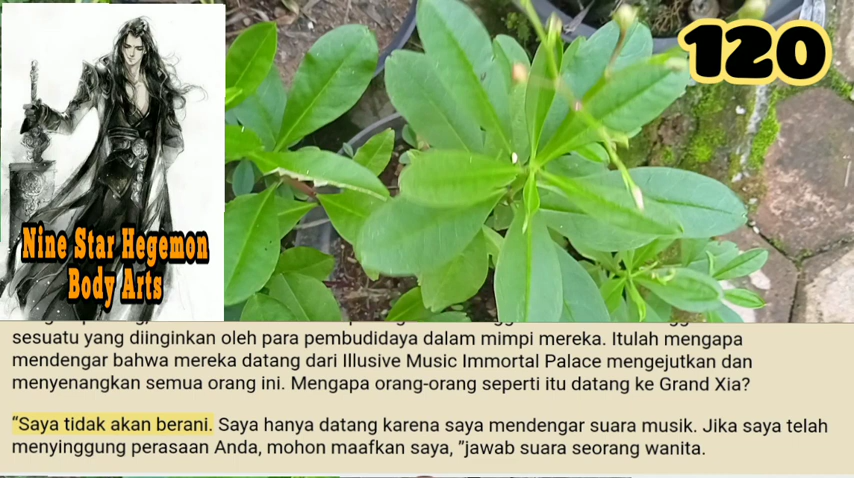 120
Nine Star Hegemon
Body Arts
sesuatu yang diinginkan oleh para pembudidaya dalam mimpi mereka. Itulah mengapa
mendengar bahwa mereka datang dari Illusive Music Immortal Palace mengejutkan dan
menyenangkan semua orang ini. Mengapa orang-orang seperti itu datang ke Grand Xia?
“Saya tidak akan berani. Saya hanya datang karena saya mendengar suara musik. Jika saya telah
menyinggung perasaan Anda, mohon maafkan saya, ”jawab suara seorang wanita.